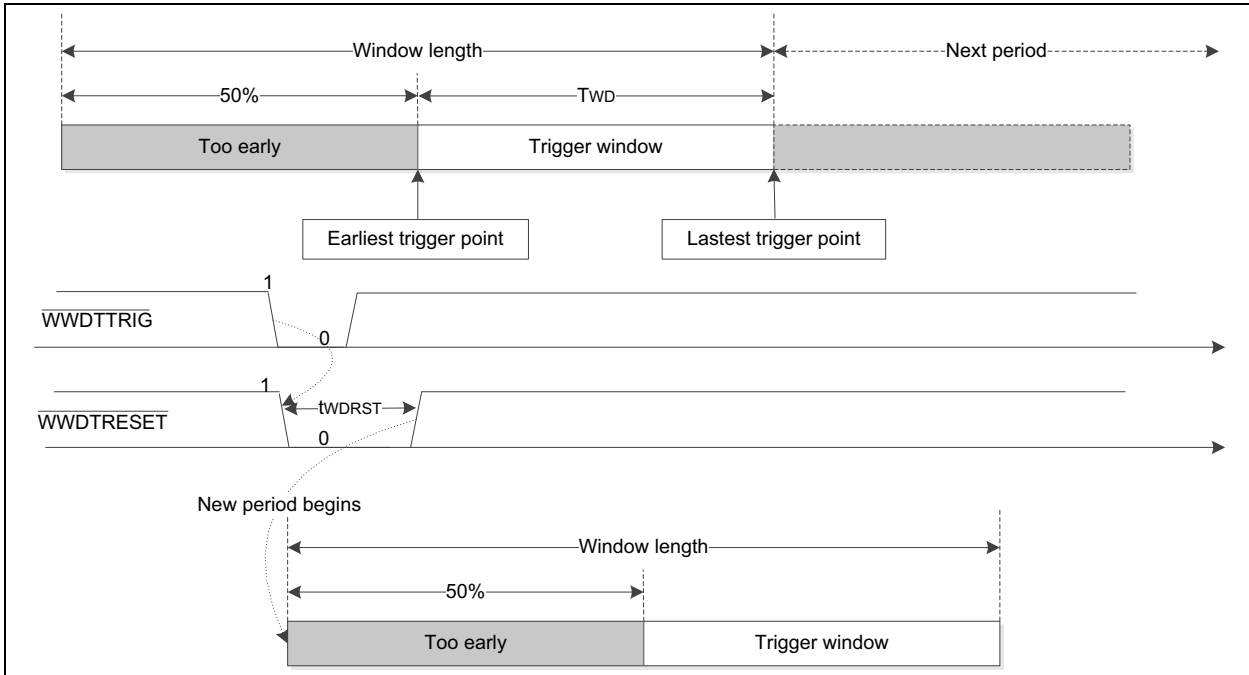 Window length
Next period
50%
TWD
Too early
Trigger window
Earliest trigger point
Lastest trigger point
1
WWDTTRIG
0
1
tWDRST
WWDTRESET
0
New period begins
Window length
50%
Too early
Trigger window